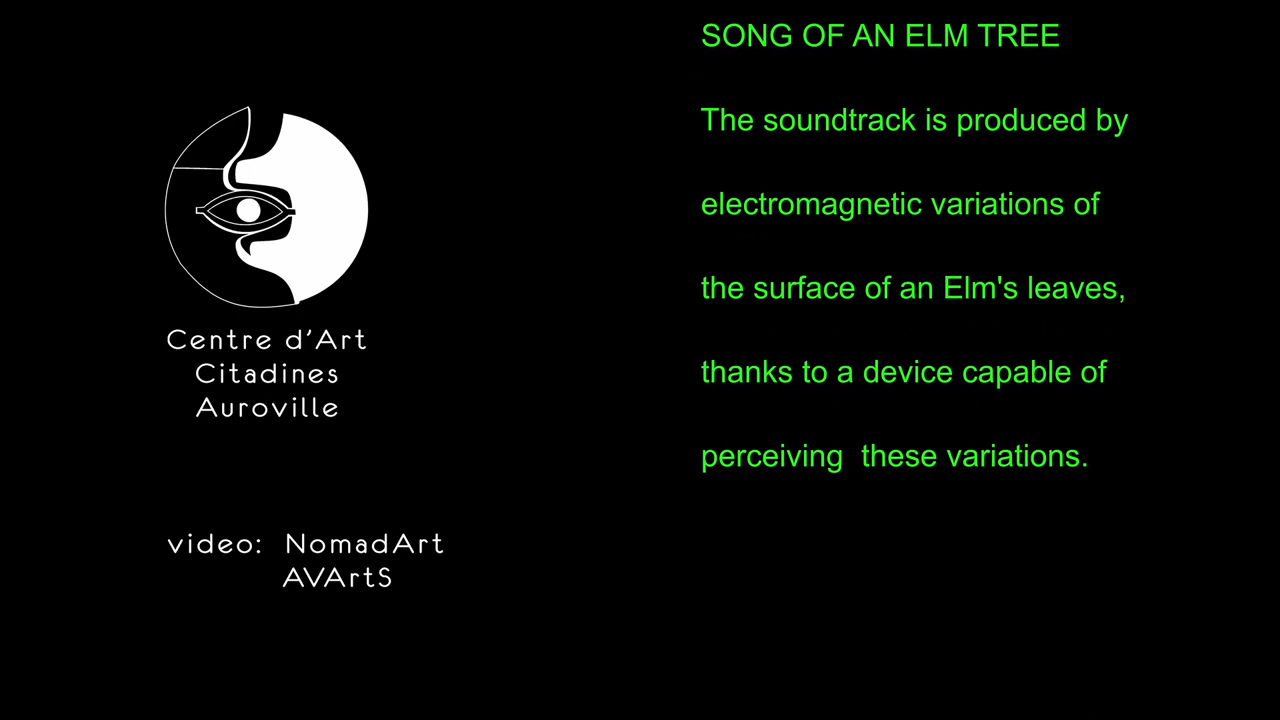 Centre d'Art
Citadines
Auroville
video: NomadArt
AVArtS
SONG OF AN ELM TREE
The soundtrack is produced by
electromagnetic variations of
the surface of an Elm's leaves,
thanks to a device capable of
perceiving  these variations.